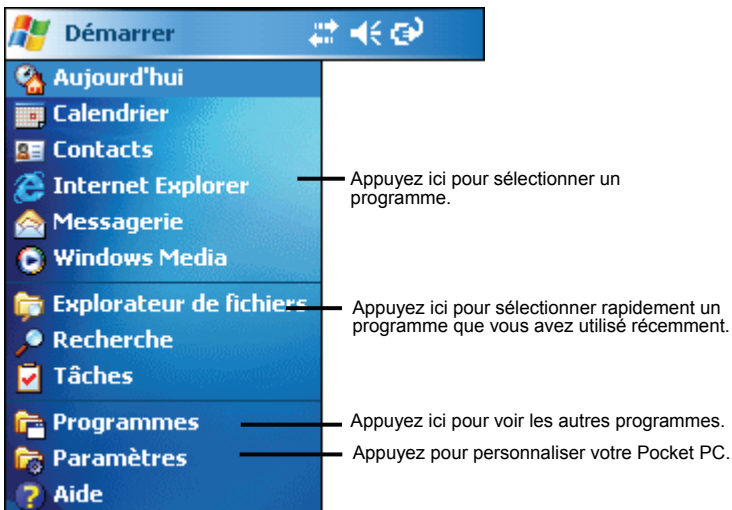 Démarrer
Aujourd'hui
Calendrier
Contacts
Internet Explorer
Appuyez ici pour sélectionner un
programme.
Messagerie
Windows Media
Explorateur de fichiers
Appuyez ici pour sélectionner rapidement un
programme que vous avez utilisé récemment.
Recherche
Tâches
Programmes
Appuyez ici pour voir les autres programmes.
Paramètres
Appuyez pour personnaliser votre Pocket PC.
Aide